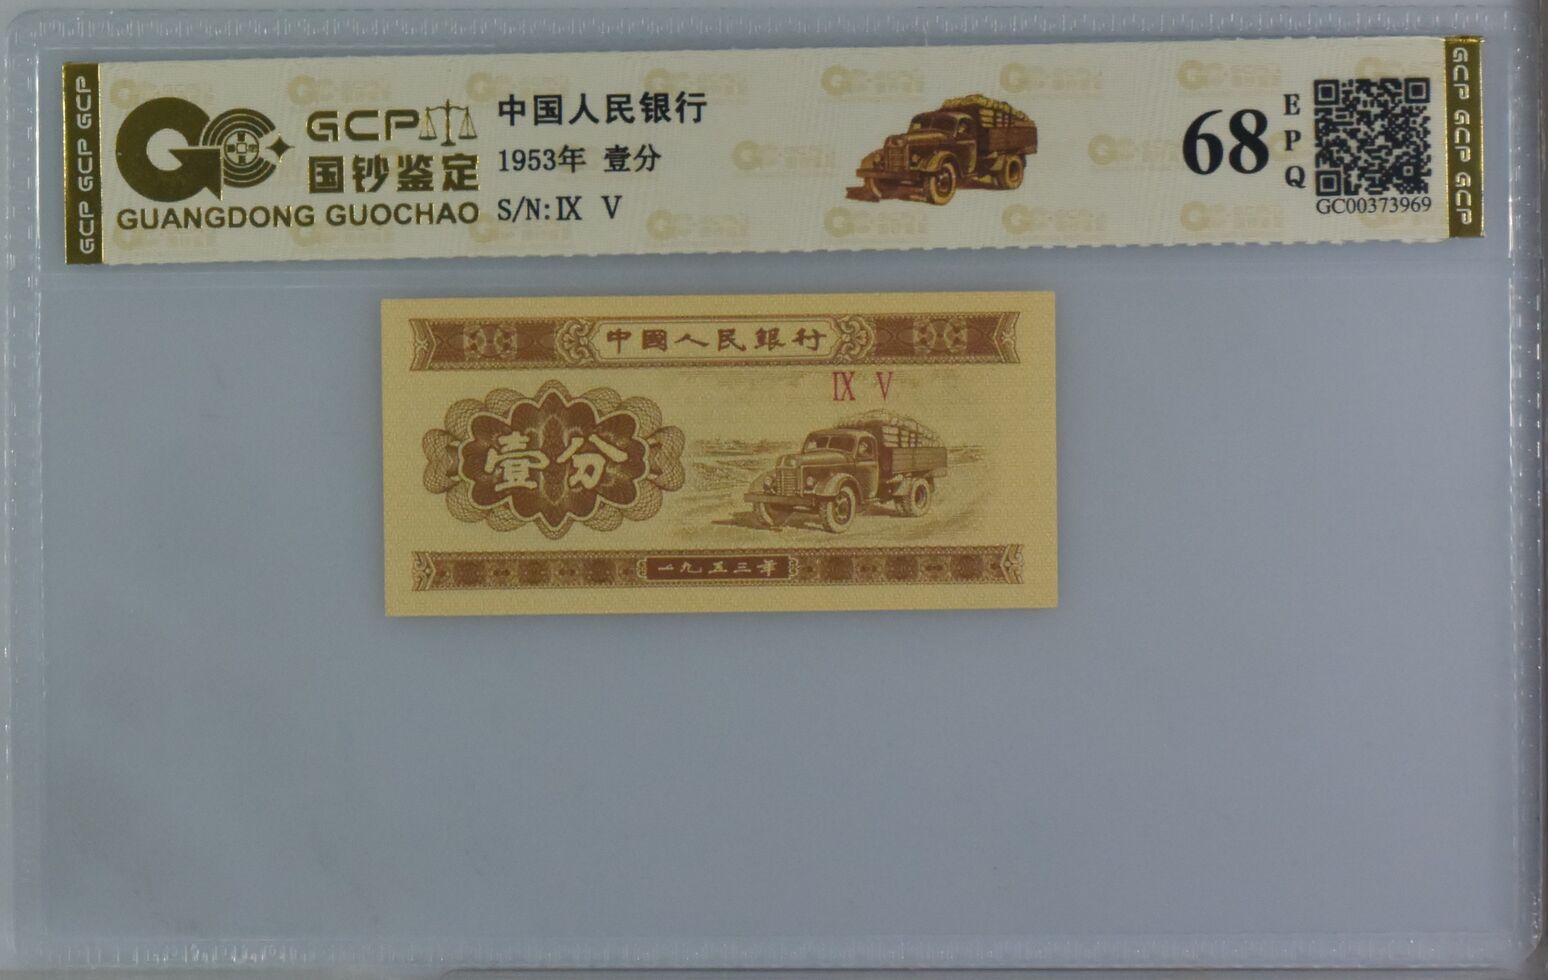 GCP GCP GCP
GCP
国钞鉴定
GUANGDONG GUOCHAO
中国人民银行
1953年 壹分
S/N:Ⅸ Ⅴ
68
EPQ
GC00373969
GCP GCP GCP
中國人民銀行
Ⅸ Ⅴ
壹分
一九五三年